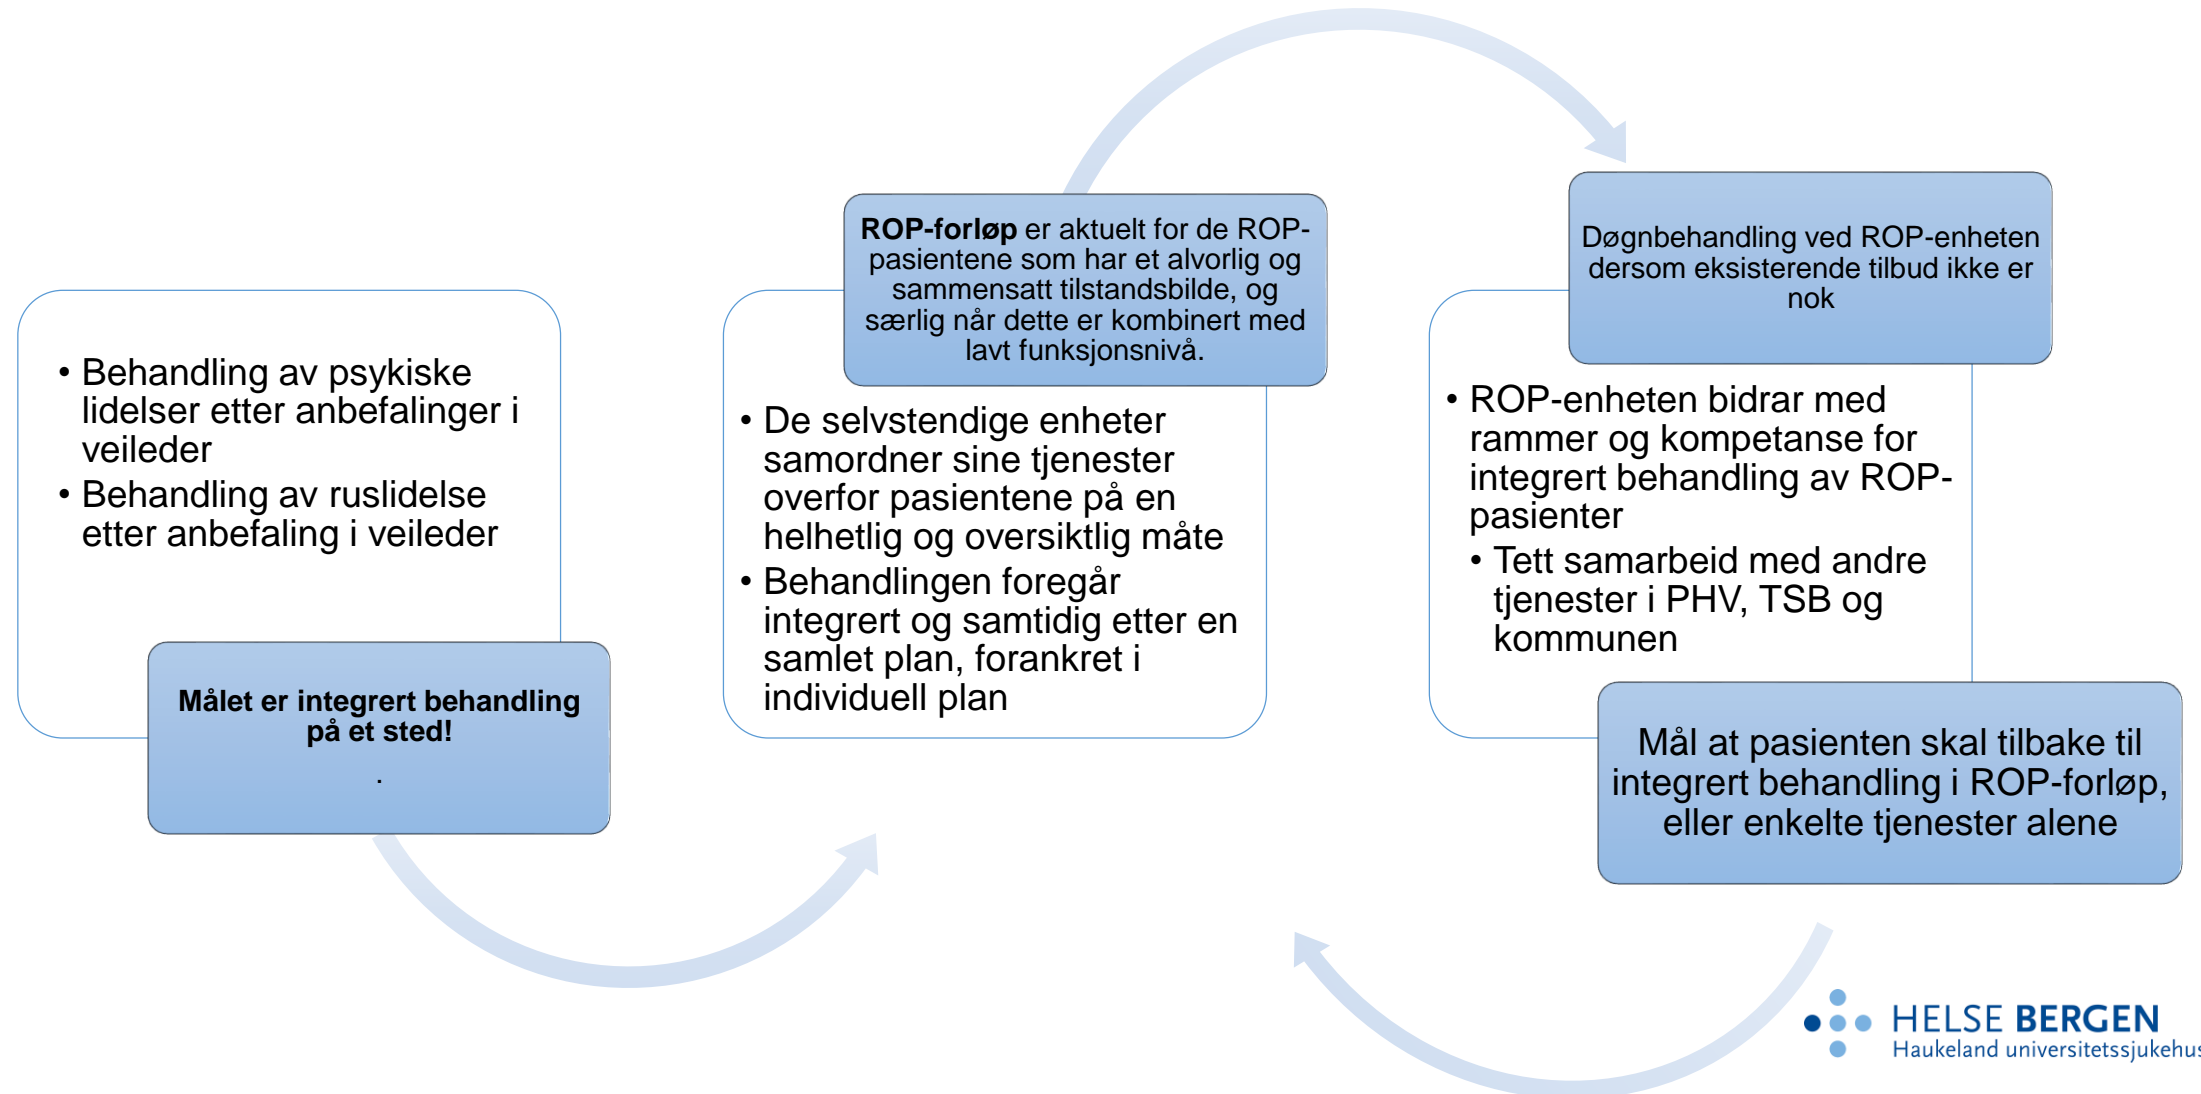 • Behandling av psykiske
lidelser etter anbefalinger i
veileder
• Behandling av ruslidelse
etter anbefaling i veileder
Målet er integrert behandling
på et sted!
.
ROP-forløp er aktuelt for de ROP-
pasientene som har et alvorlig og
sammensatt tilstandsbilde, og
særlig når dette er kombinert med
lavt funksjonsnivå.
• De selvstendige enheter
samordner sine tjenester
overfor pasientene på en
helhetlig og oversiktlig måte
• Behandlingen foregår
integrert og samtidig etter en
samlet plan, forankret i
individuell plan
Døgnbehandling ved ROP-enheten
dersom eksisterende tilbud ikke er
nok
• ROP-enheten bidrar med
rammer og kompetanse for
integrert behandling av ROP-
pasienter
• Tett samarbeid med andre
tjenester i PHV, TSB og
kommunen
Mål at pasienten skal tilbake til
integrert behandling i ROP-forløp,
eller enkelte tjenester alene
HELSE BERGEN
Haukeland universitetssjukehus